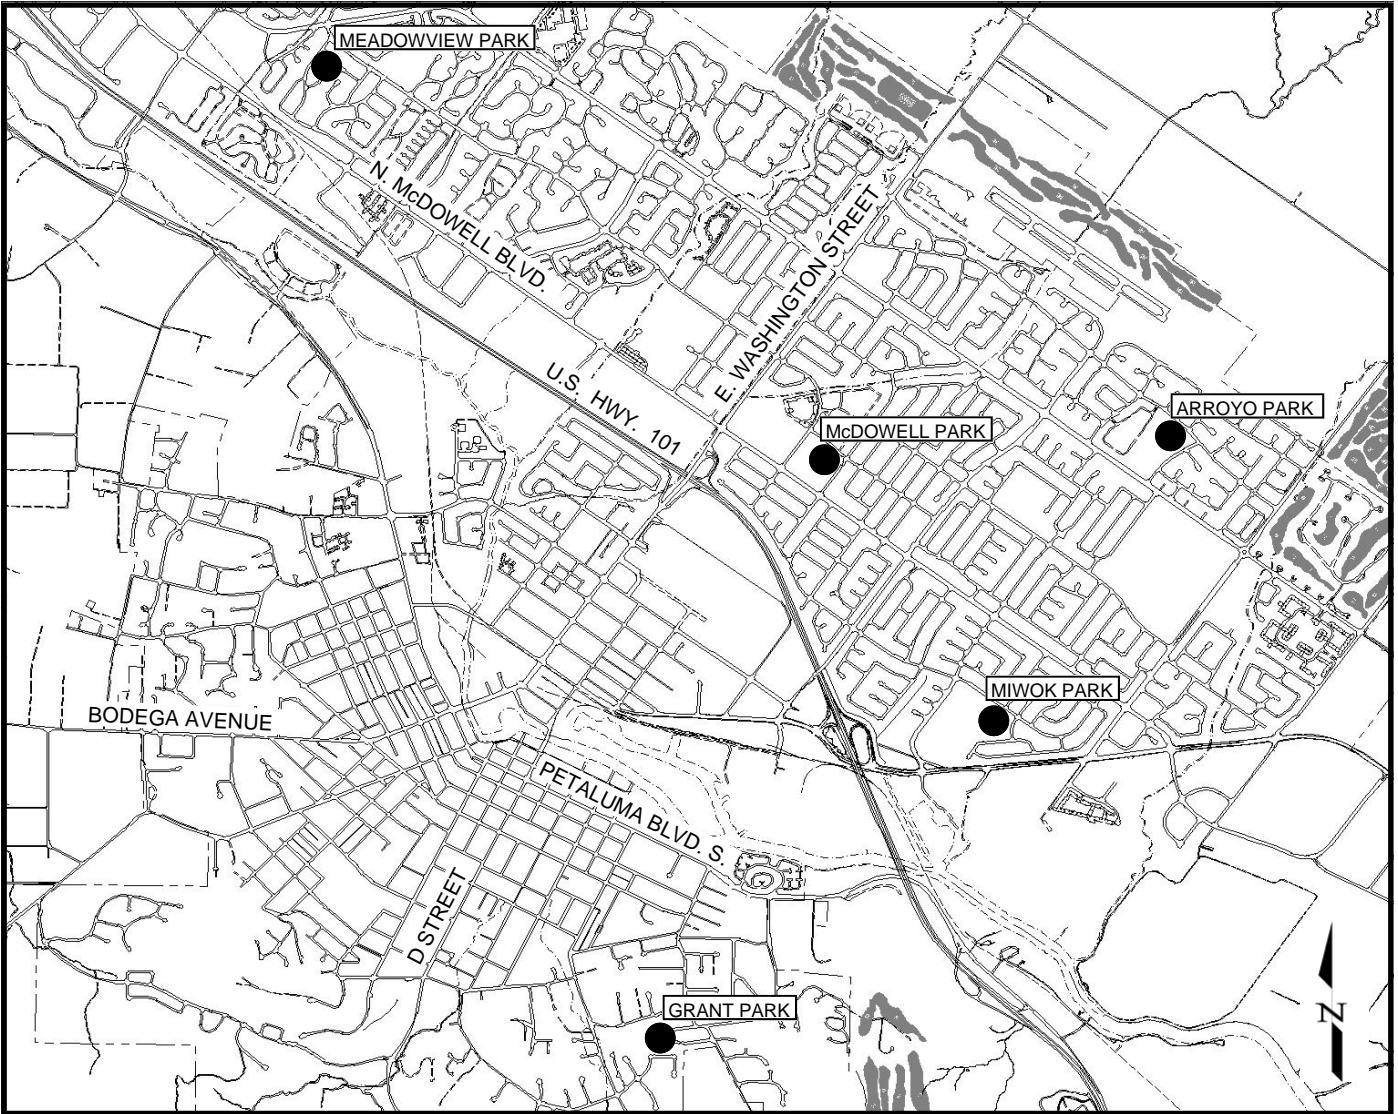 MEADOWVIEW PARK
N. McDOWELL BLVD.
E. WASHINGTON STREET
U.S. HWY. 101
ARROYO PARK
McDOWELL PARK
MIWOK PARK
BODEGA AVENUE
PETALUMA BLVD. S.
D STREET
GRANT PARK
N